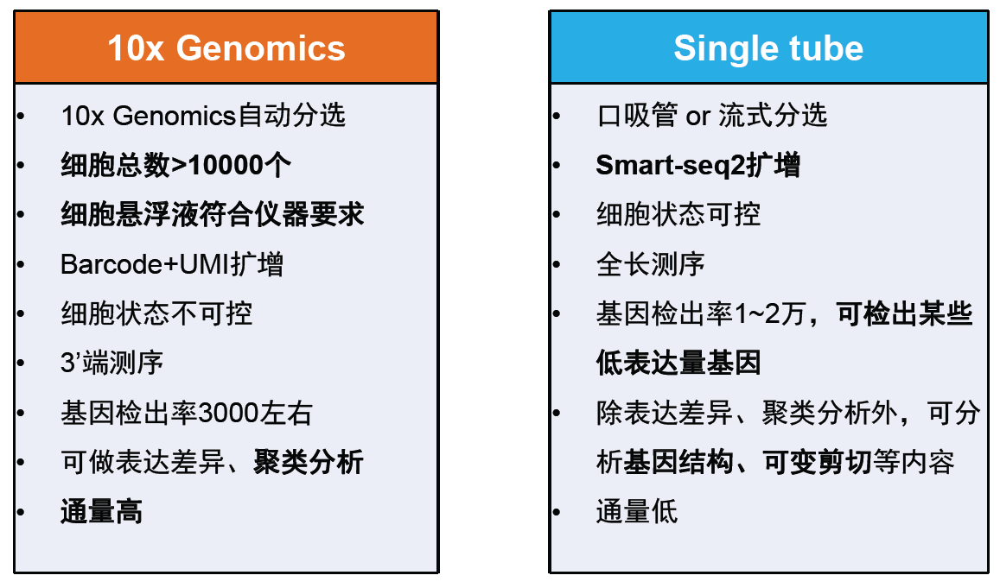 10x Genomics
• 10x Genomics自动分选
• 细胞总数>10000个
• 细胞悬浮液符合仪器要求
• Barcode+UMI扩增
• 细胞状态不可控
• 3’端测序
• 基因检出率3000左右
• 可做表达差异、聚类分析
• 通量高
Single tube
• 口吸管 or 流式分选
• Smart-seq2扩增
• 细胞状态可控
• 全长测序
• 基因检出率1~2万，可检出某些
低表达量基因
• 除表达差异、聚类分析外，可分
析基因结构、可变剪切等内容
• 通量低